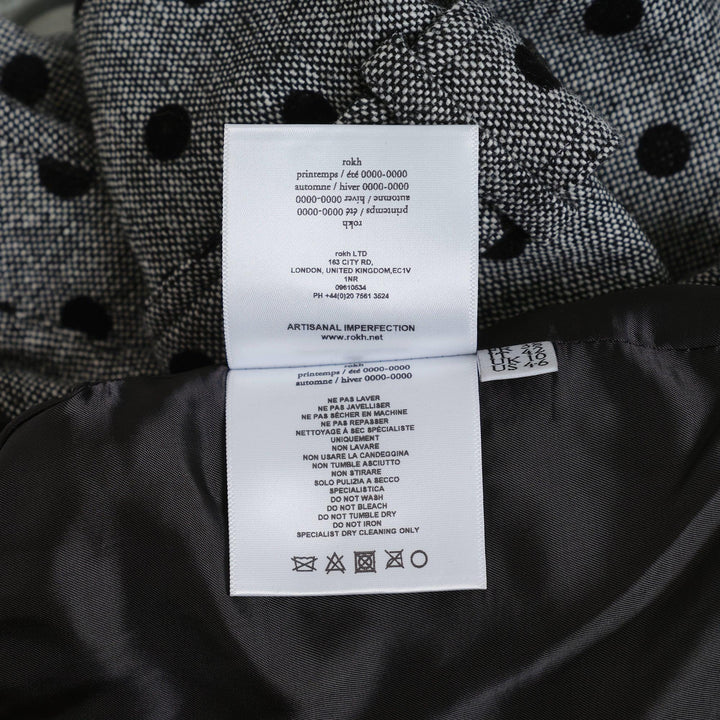 rokh
printemps / été 0000-0000
automne / hiver 0000-0000
automne / hiver 0000-0000
printemps / été 0000-0000
rokh
rokh LTD
163 CITY RD,
LONDON, UNITED KINGDOM,EC1V
1NR
09610534
PH +44(0)20 7561 3524
ARTISANAL IMPERFECTION
www.rokh.net
rokh
printemps / été 0000-0000
automne / hiver 0000-0000
NE PAS LAVER
NE PAS JAVELLISER
NE PAS SÉCHER EN MACHINE
NE PAS REPASSER
NETTOYAGE À SEC SPÉCIALISTE
UNIQUEMENT
NON LAVARE
NON USARE LA CANDEGGINA
NON TUMBLE ASCIUTTO
NON STIRARE
SOLO PULIZIA A SECCO
SPECIALISTICA
DO NOT WASH
DO NOT BLEACH
DO NOT TUMBLE DRY
DO NOT IRON
SPECIALIST DRY CLEANING ONLY